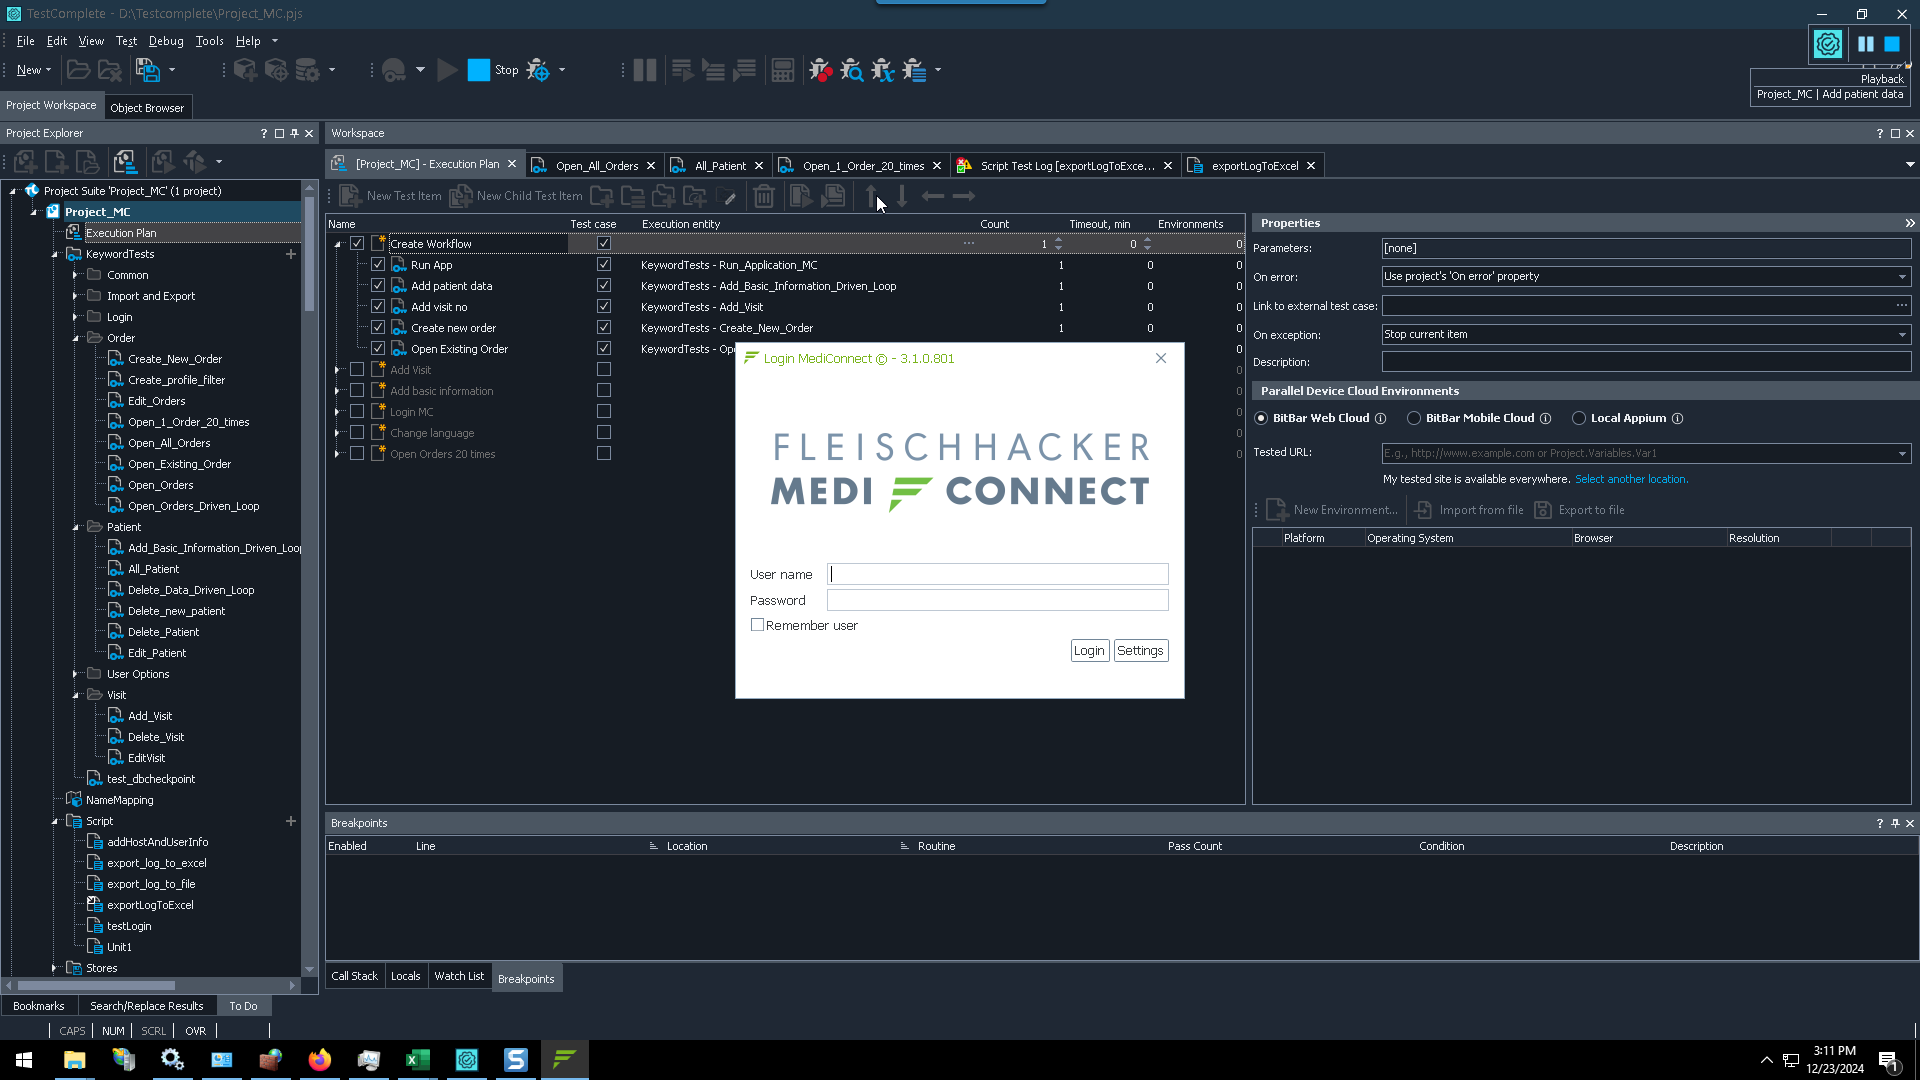 TestComplete - D:\Testcomplete\Project_MC.pjs
File Edit View Test Debug Tools Help
New
Stop
Playback
Project_MC | Add patient data
Project Workspace
Object Browser
Project Explorer
Workspace
[Project_MC] - Execution Plan
Open_All_Orders
All_Patient
Open_1_Order_20_times
Script Test Log [exportLogToExce...
exportLogToExcel
New Test Item
New Child Test Item
Project Suite 'Project_MC' (1 project)
Project_MC
Execution Plan
KeywordTests
Common
Import and Export
Login
Order
Create_New_Order
Create_profile_filter
Edit_Orders
Open_1_Order_20_times
Open_All_Orders
Open_Existing_Order
Open_Orders
Open_Orders_Driven_Loop
Patient
Add_Basic_Information_Driven_Loop
All_Patient
Delete_Data_Driven_Loop
Delete_new_patient
Delete_Patient
Edit_Patient
User Options
Visit
Add_Visit
Delete_Visit
EditVisit
test_dbcheckpoint
NameMapping
Script
addHostAndUserInfo
export_log_to_excel
export_log_to_file
exportLogToExcel
testLogin
Unit1
Stores
Bookmarks
Search/Replace Results
To Do
CAPS NUM SCRL OVR
Name Test case Execution entity Count Timeout, min Environments
Create Workflow ... 1 0 0
Run App KeywordTests - Run_Application_MC 1 0 0
Add patient data KeywordTests - Add_Basic_Information_Driven_Loop 1 0 0
Add visit no KeywordTests - Add_Visit 1 0 0
Create new order KeywordTests - Create_New_Order 1 0 0
Open Existing Order KeywordTests - Ope 0
Add Visit 0
Add basic information 0
Login MC 0
Change language 0
Open Orders 20 times 0
Login MediConnect © - 3.1.0.801
FLEISCHHACKER
MEDI CONNECT
User name
Password
Remember user
Login
Settings
Properties
Parameters: [none]
On error: Use project's 'On error' property
Link to external test case: ...
On exception: Stop current item
Description:
Parallel Device Cloud Environments
BitBar Web Cloud
BitBar Mobile Cloud
Local Appium
Tested URL: E.g., http://www.example.com or Project.Variables.Var1
My tested site is available everywhere. Select another location.
New Environment...
Import from file
Export to file
Platform Operating System Browser Resolution
Breakpoints
Enabled Line Location Routine Pass Count Condition Description
Call Stack
Locals
Watch List
Breakpoints
3:11 PM
12/23/2024
1